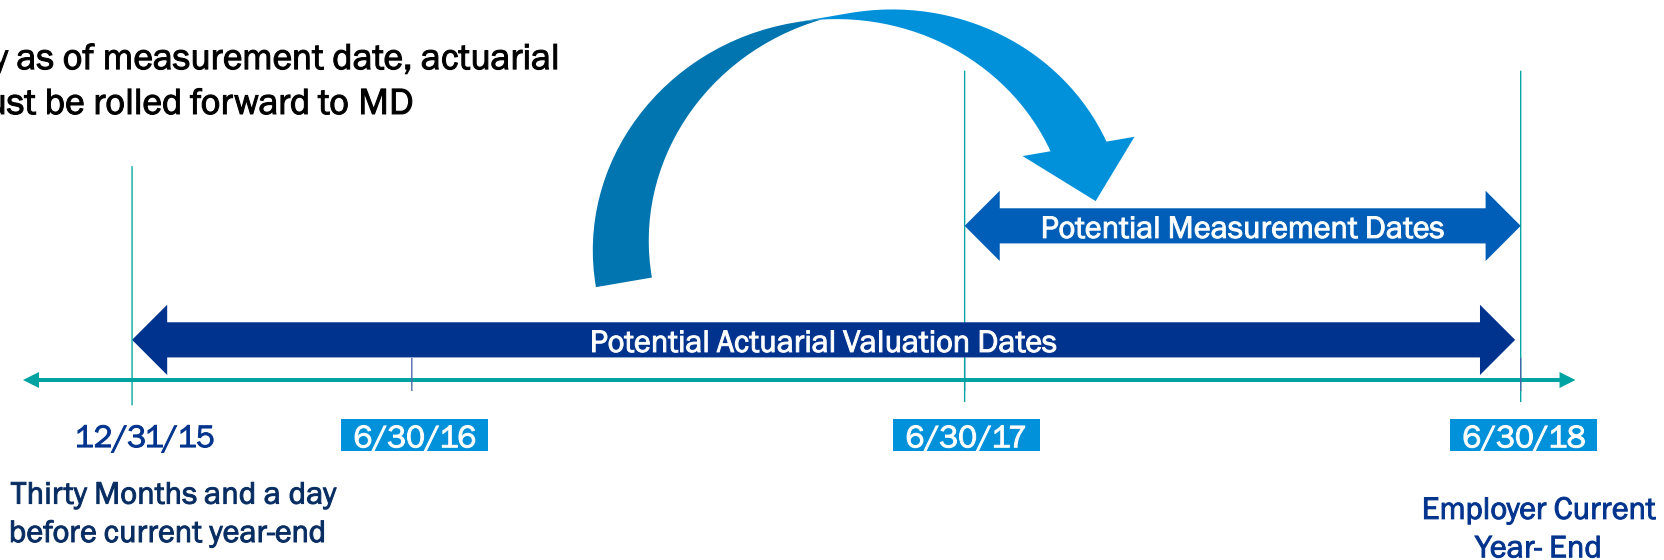 as of measurement date, actuarial
be rolled forward to MD
Potential Measurement Dates
Potential Actuarial Valuation Dates
12/31/15
6/30/16
6/30/17
6/30/18
Thirty Months and a day
before current year-end
Employer Current
Year- End